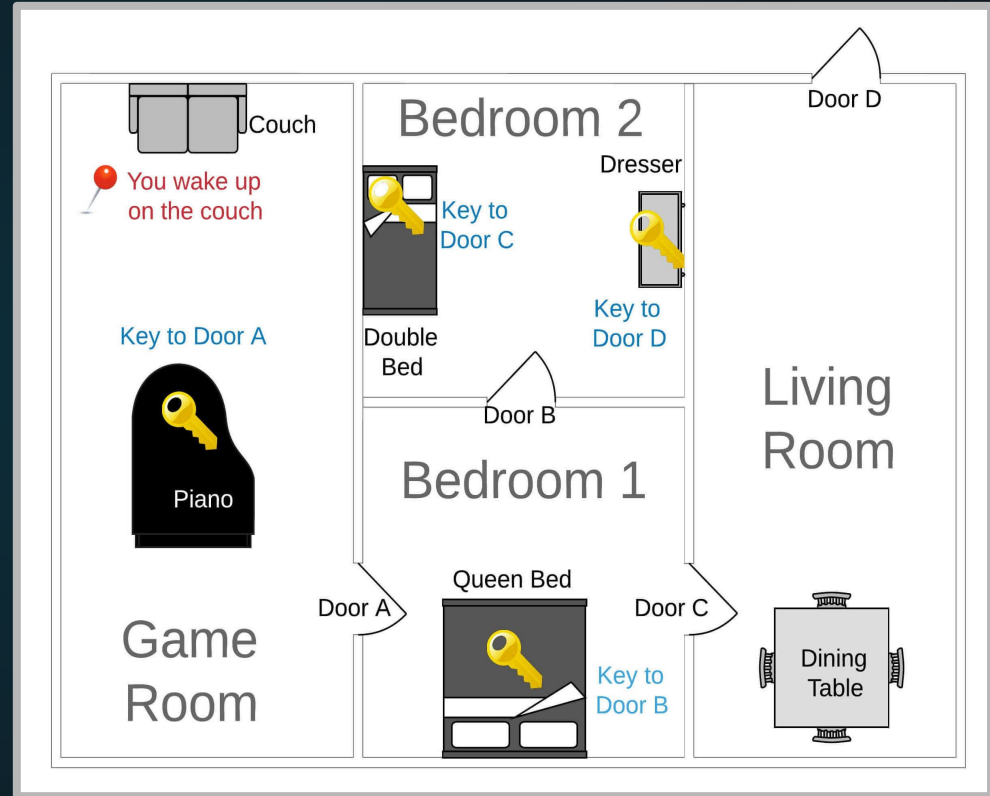 Door D
Couch
Bedroom 2
Dresser
You wake up
on the couch
Key to
Door C
Key to
Door D
Key to Door A
Double
Bed
Door B
Living
Room
Piano
Bedroom 1
Queen Bed
Door A
Door C
Game
Room
Key to
Door B
Dining
Table